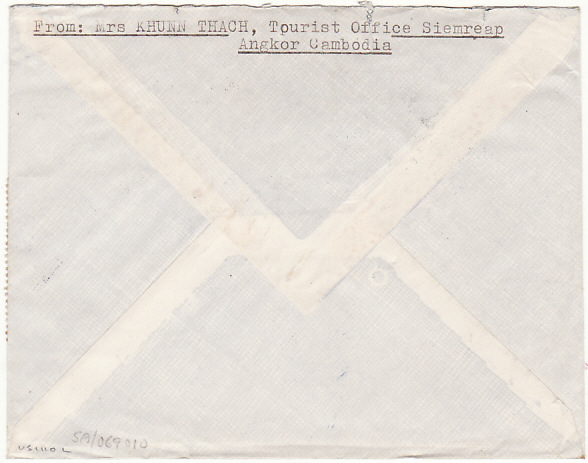 From: Mrs KHUNN THACH, Tourist Office Siemreap
Angkor Cambodia
SA/069010